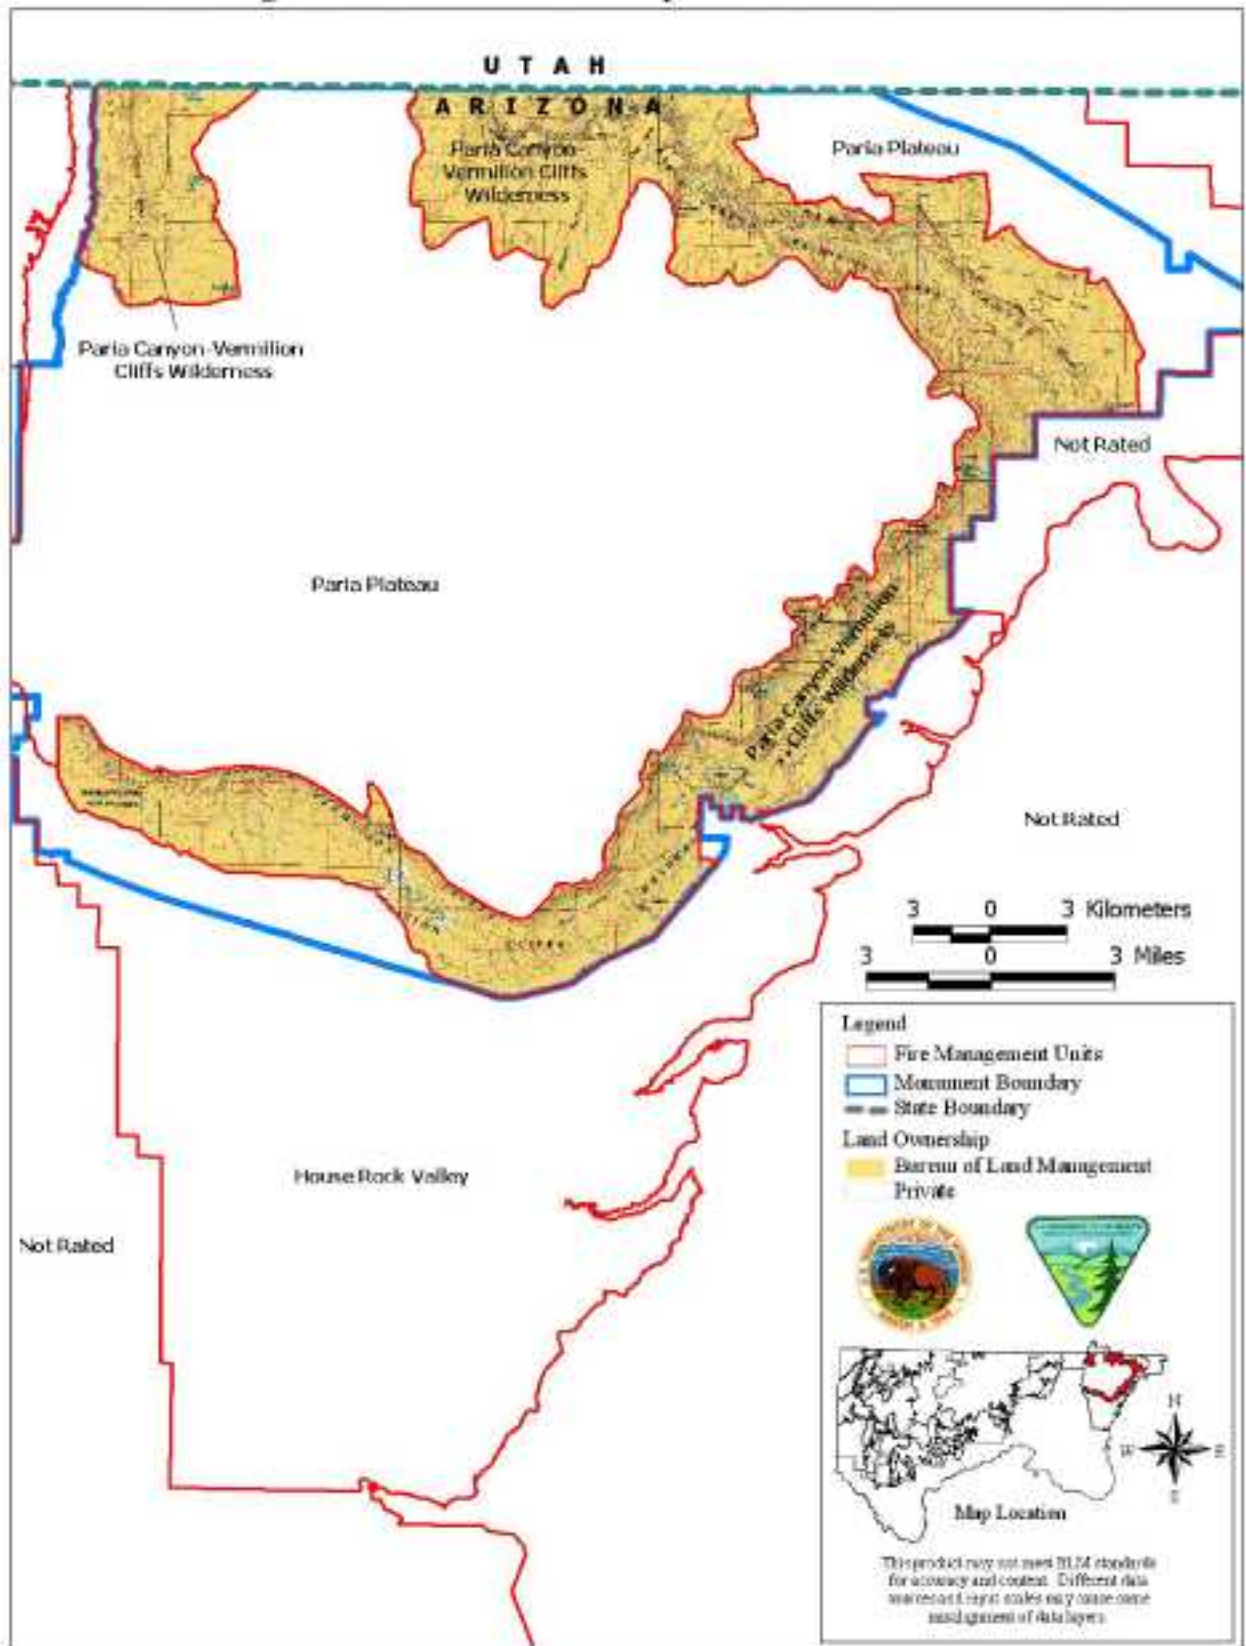 U T A H
A R I Z O N A
Paria Canyon-
Vermilion Cliffs
Wilderness
Paria Plateau
Paria Canyon-Vermilion
Cliffs Wilderness
Not Rated
Paria Plateau
Paria Canyon-Vermilion
Cliffs Wilderness
Not Rated
CLIFFS
3 0 3 Kilometers
3 0 3 Miles
House Rock Valley
Not Rated
Legend
Fire Management Units
Monument Boundary
State Boundary
Land Ownership
Bureau of Land Management
Private
N
W E
S
Map Location
This product may not meet BLM standards
for accuracy and content. Different data
sources and input scales may cause some
misalignment of data layers.